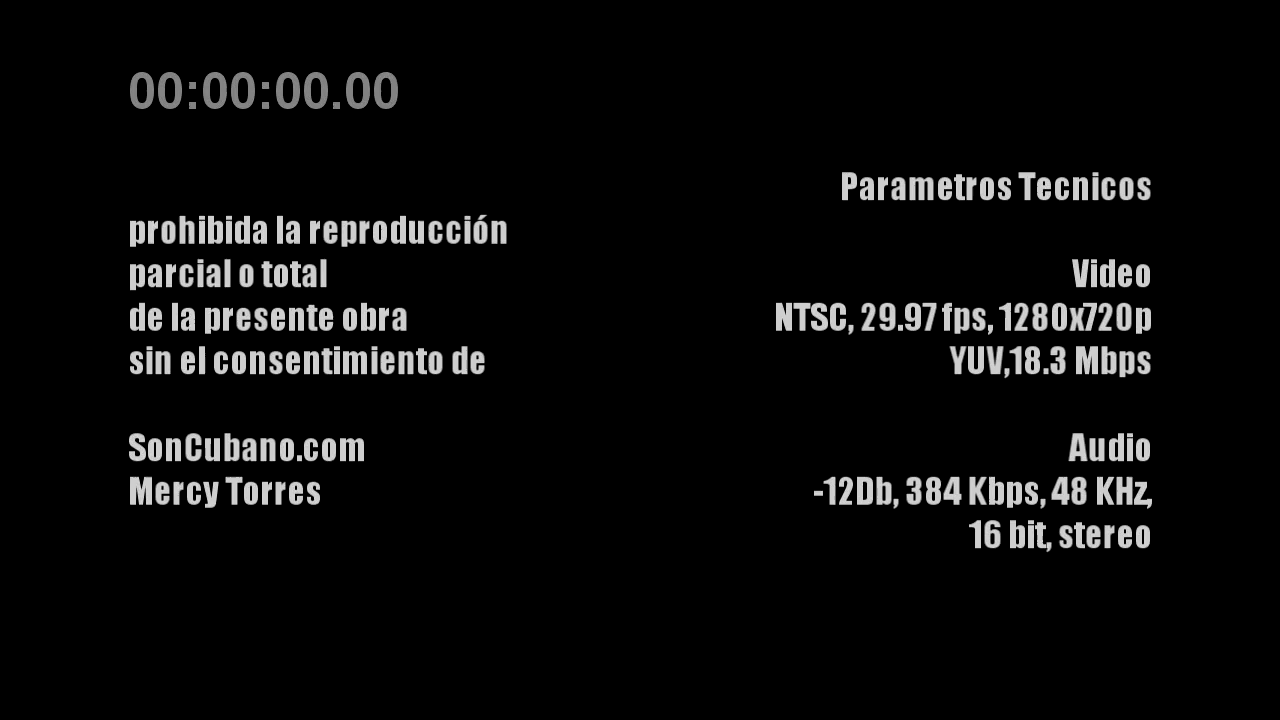 00:00:00.00
prohibida la reproducción
parcial o total
de la presente obra
sin el consentimiento de
SonCubano.com
Mercy Torres
Parametros Tecnicos
Video
NTSC, 29.97 fps, 1280x720p
YUV,18.3 Mbps
Audio
-12Db, 384 Kbps, 48 KHz,
16 bit, stereo